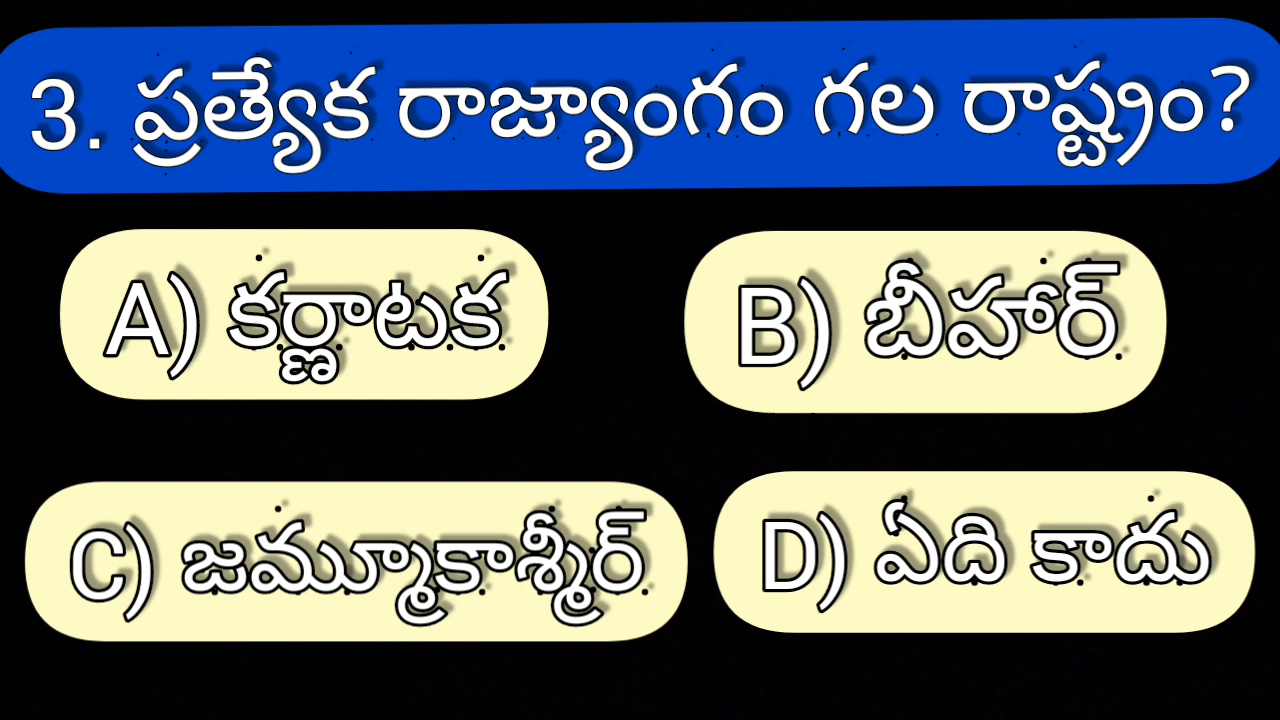 3. ప్రత్యేక రాజ్యాంగం గల రాష్ట్రం?
A) కర్ణాటక
B) బీహార్
C) జమ్మూకాశ్మీర్
D) ఏది కాదు